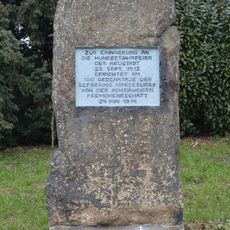 ZUR ERINNERUNG AN
DIE HUNDERTJAHRFEIER
DER NEUSTADT
22. SEPT. 1912
ERRICHTET AM
100 GEDENKTAGE DER
BEFREIUNG MAGDEBURGS
VON DER
FREMDHERRSCHAFT
24 MAI 1914